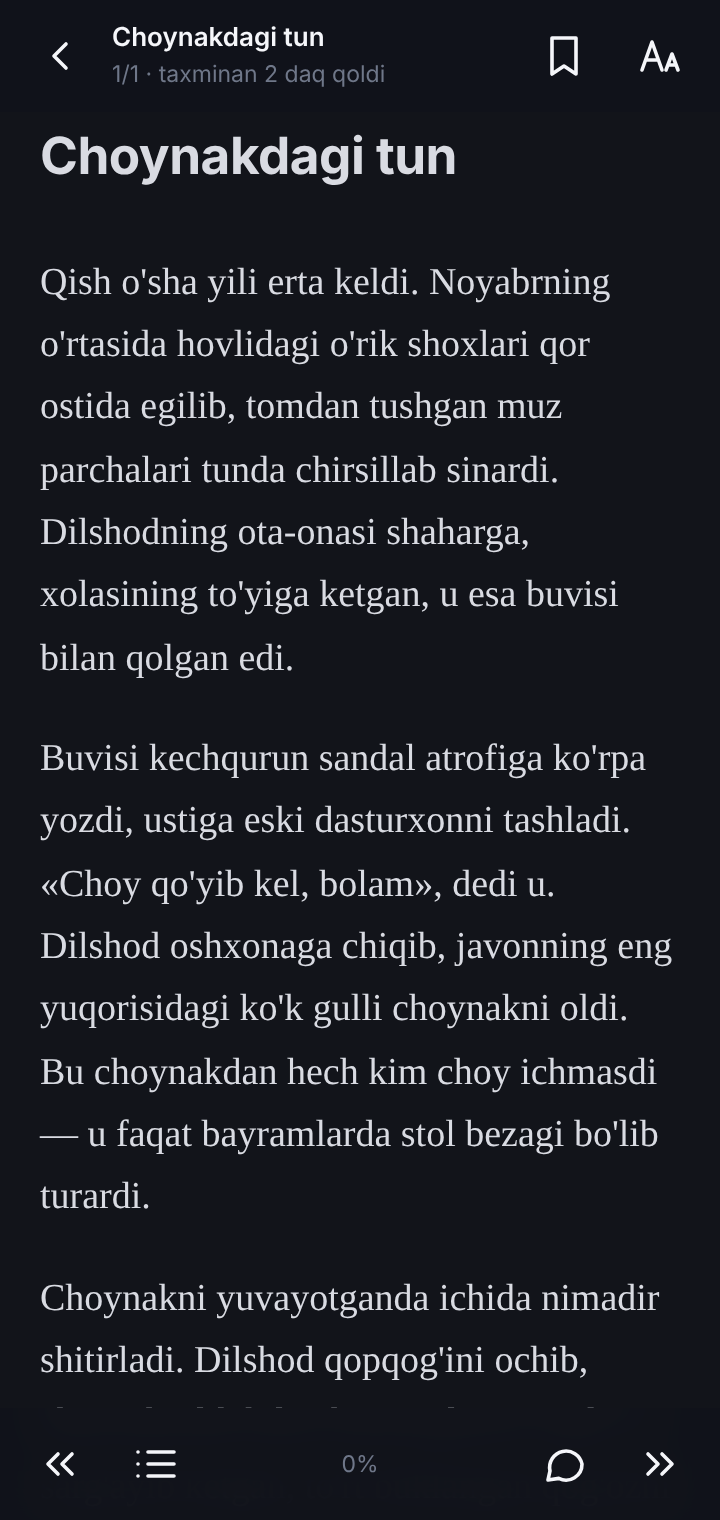 Choynakdagi tun
1/1 · taxminan 2 daq qoldi
Choynakdagi tun
Qish o'sha yili erta keldi. Noyabrning
o'rtasida hovlidagi o'rik shoxlari qor
ostida egilib, tomdan tushgan muz
parchalari tunda chirsillab sinardi.
Dilshodning ota-onasi shaharga,
xolasining to'yiga ketgan, u esa buvisi
bilan qolgan edi.
Buvisi kechqurun sandal atrofiga ko'rpa
yozdi, ustiga eski dasturxonni tashladi.
«Choy qo'yib kel, bolam», dedi u.
Dilshod oshxonaga chiqib, javonning eng
yuqorisidagi ko'k gulli choynakni oldi.
Bu choynakdan hech kim choy ichmasdi
— u faqat bayramlarda stol bezagi bo'lib
turardi.
Choynakni yuvayotganda ichida nimadir
shitirladi. Dilshod qopqog'ini ochib,
0%